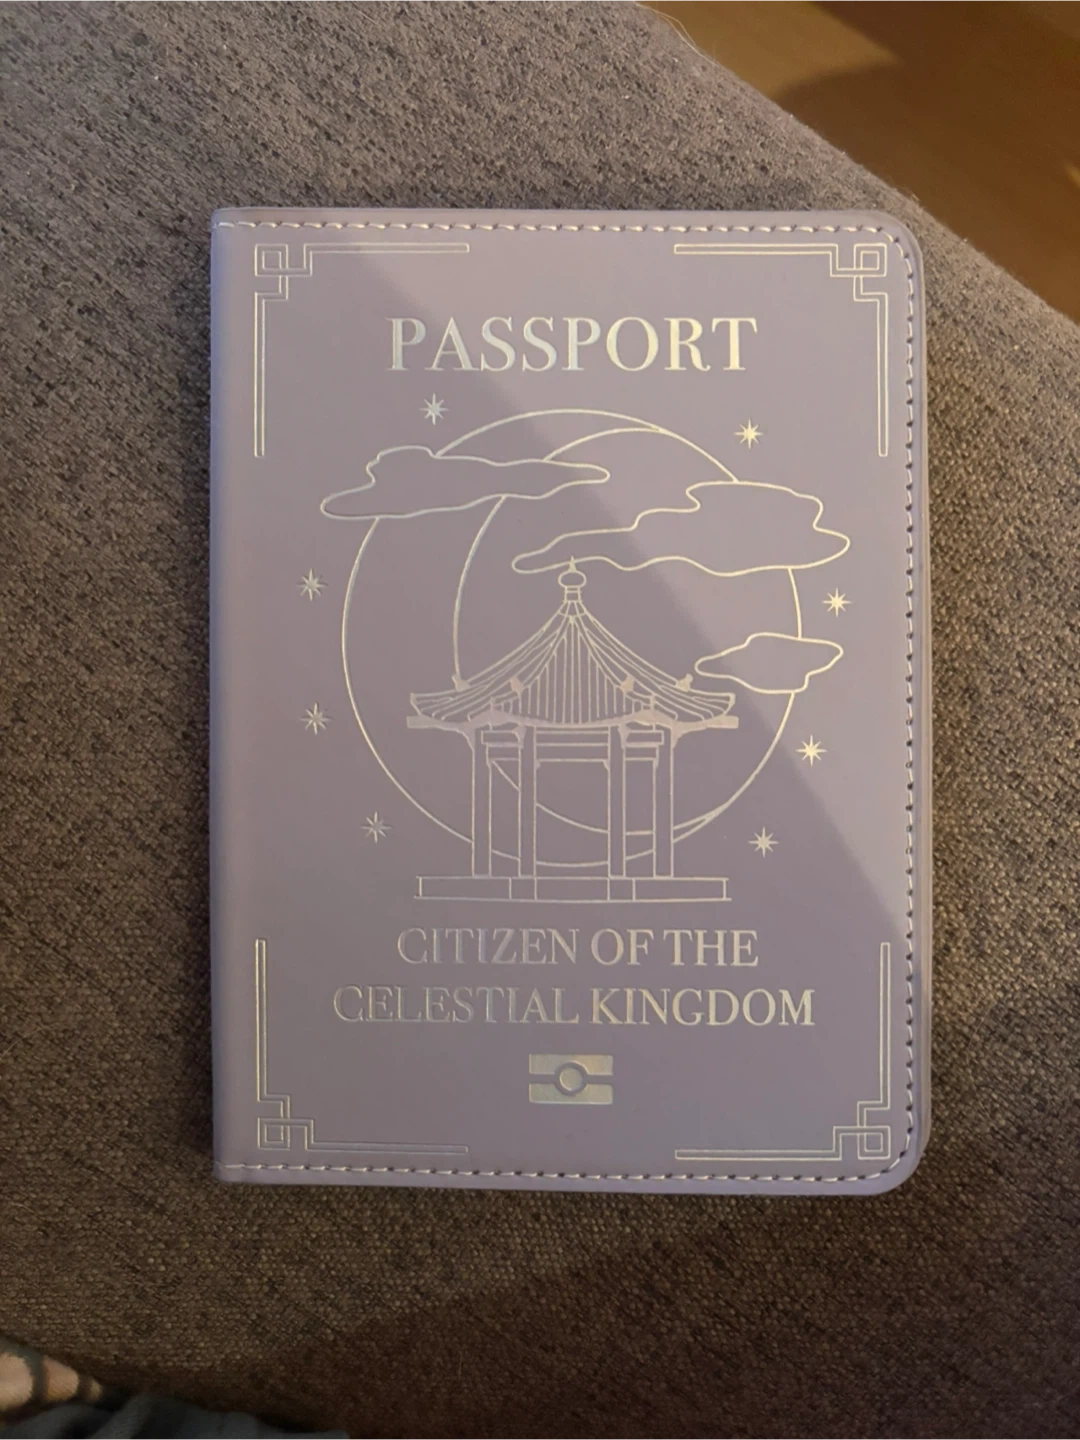 PASSPORT
CITIZEN OF THE
CELESTIAL KINGDOM